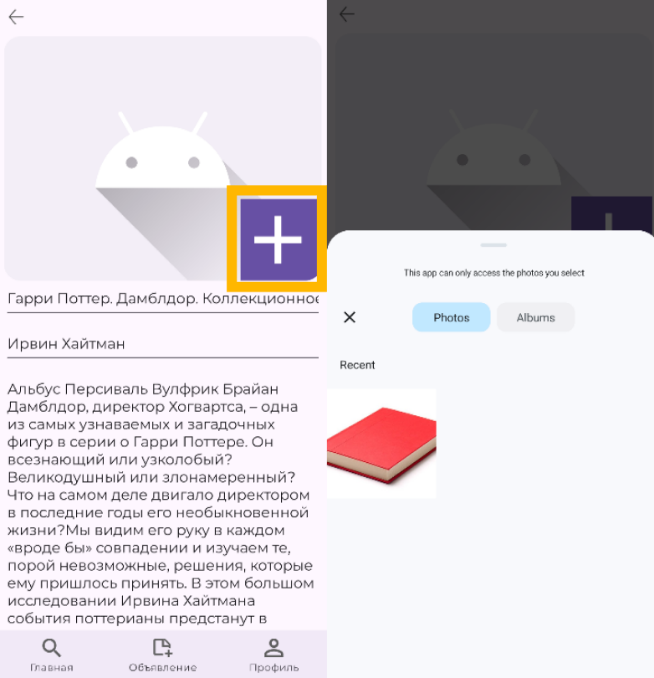 Гарри Поттер. Дамблдор. Коллекционное
Ирвин Хайтман
Альбус Персиваль Вулфрик Брайан
Дамблдор, директор Хогвартса, – одна
из самых узнаваемых и загадочных
фигур в серии о Гарри Поттере. Он
всезнающий или узколобый?
Великодушный или злонамеренный?
Что на самом деле двигало директором
в последние годы его необыкновенной
жизни?Мы видим его руку в каждом
«вроде бы» совпадении и изучаем те,
порой невозможные, решения, которые
ему пришлось принять. В этом большом
исследовании Ирвина Хайтмана
события поттерианы предстанут в
Главная
Объявление
Профиль
This app can only access the photos you select
Photos
Albums
Recent